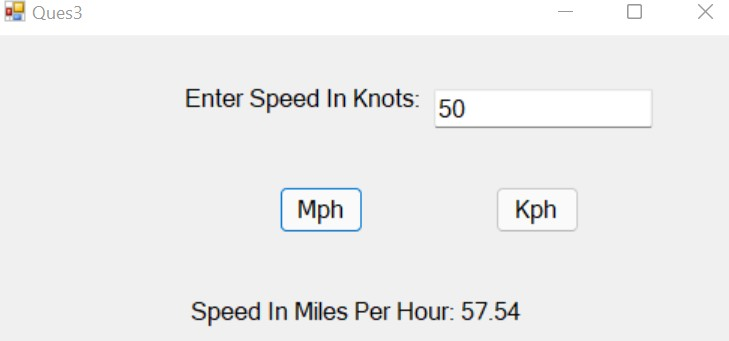 Ques3
Enter Speed In Knots: 50
Mph Kph
Speed In Miles Per Hour: 57.54